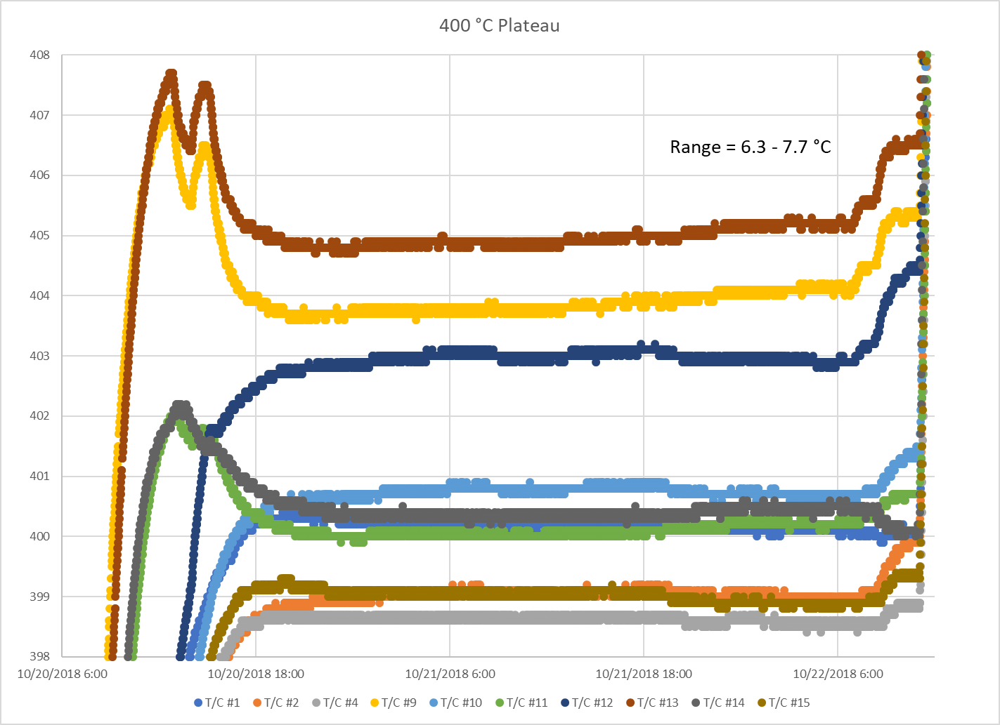 400 °C Plateau
408
407
Range = 6.3 - 7.7 °C
406
405
404
403
402
401
400
399
398
10/20/2018 6:00 10/20/2018 18:00 10/21/2018 6:00 10/21/2018 18:00 10/22/2018 6:00
T/C #1 T/C #2 T/C #4 T/C #9 T/C #10 T/C #11 T/C #12 T/C #13 T/C #14 T/C #15